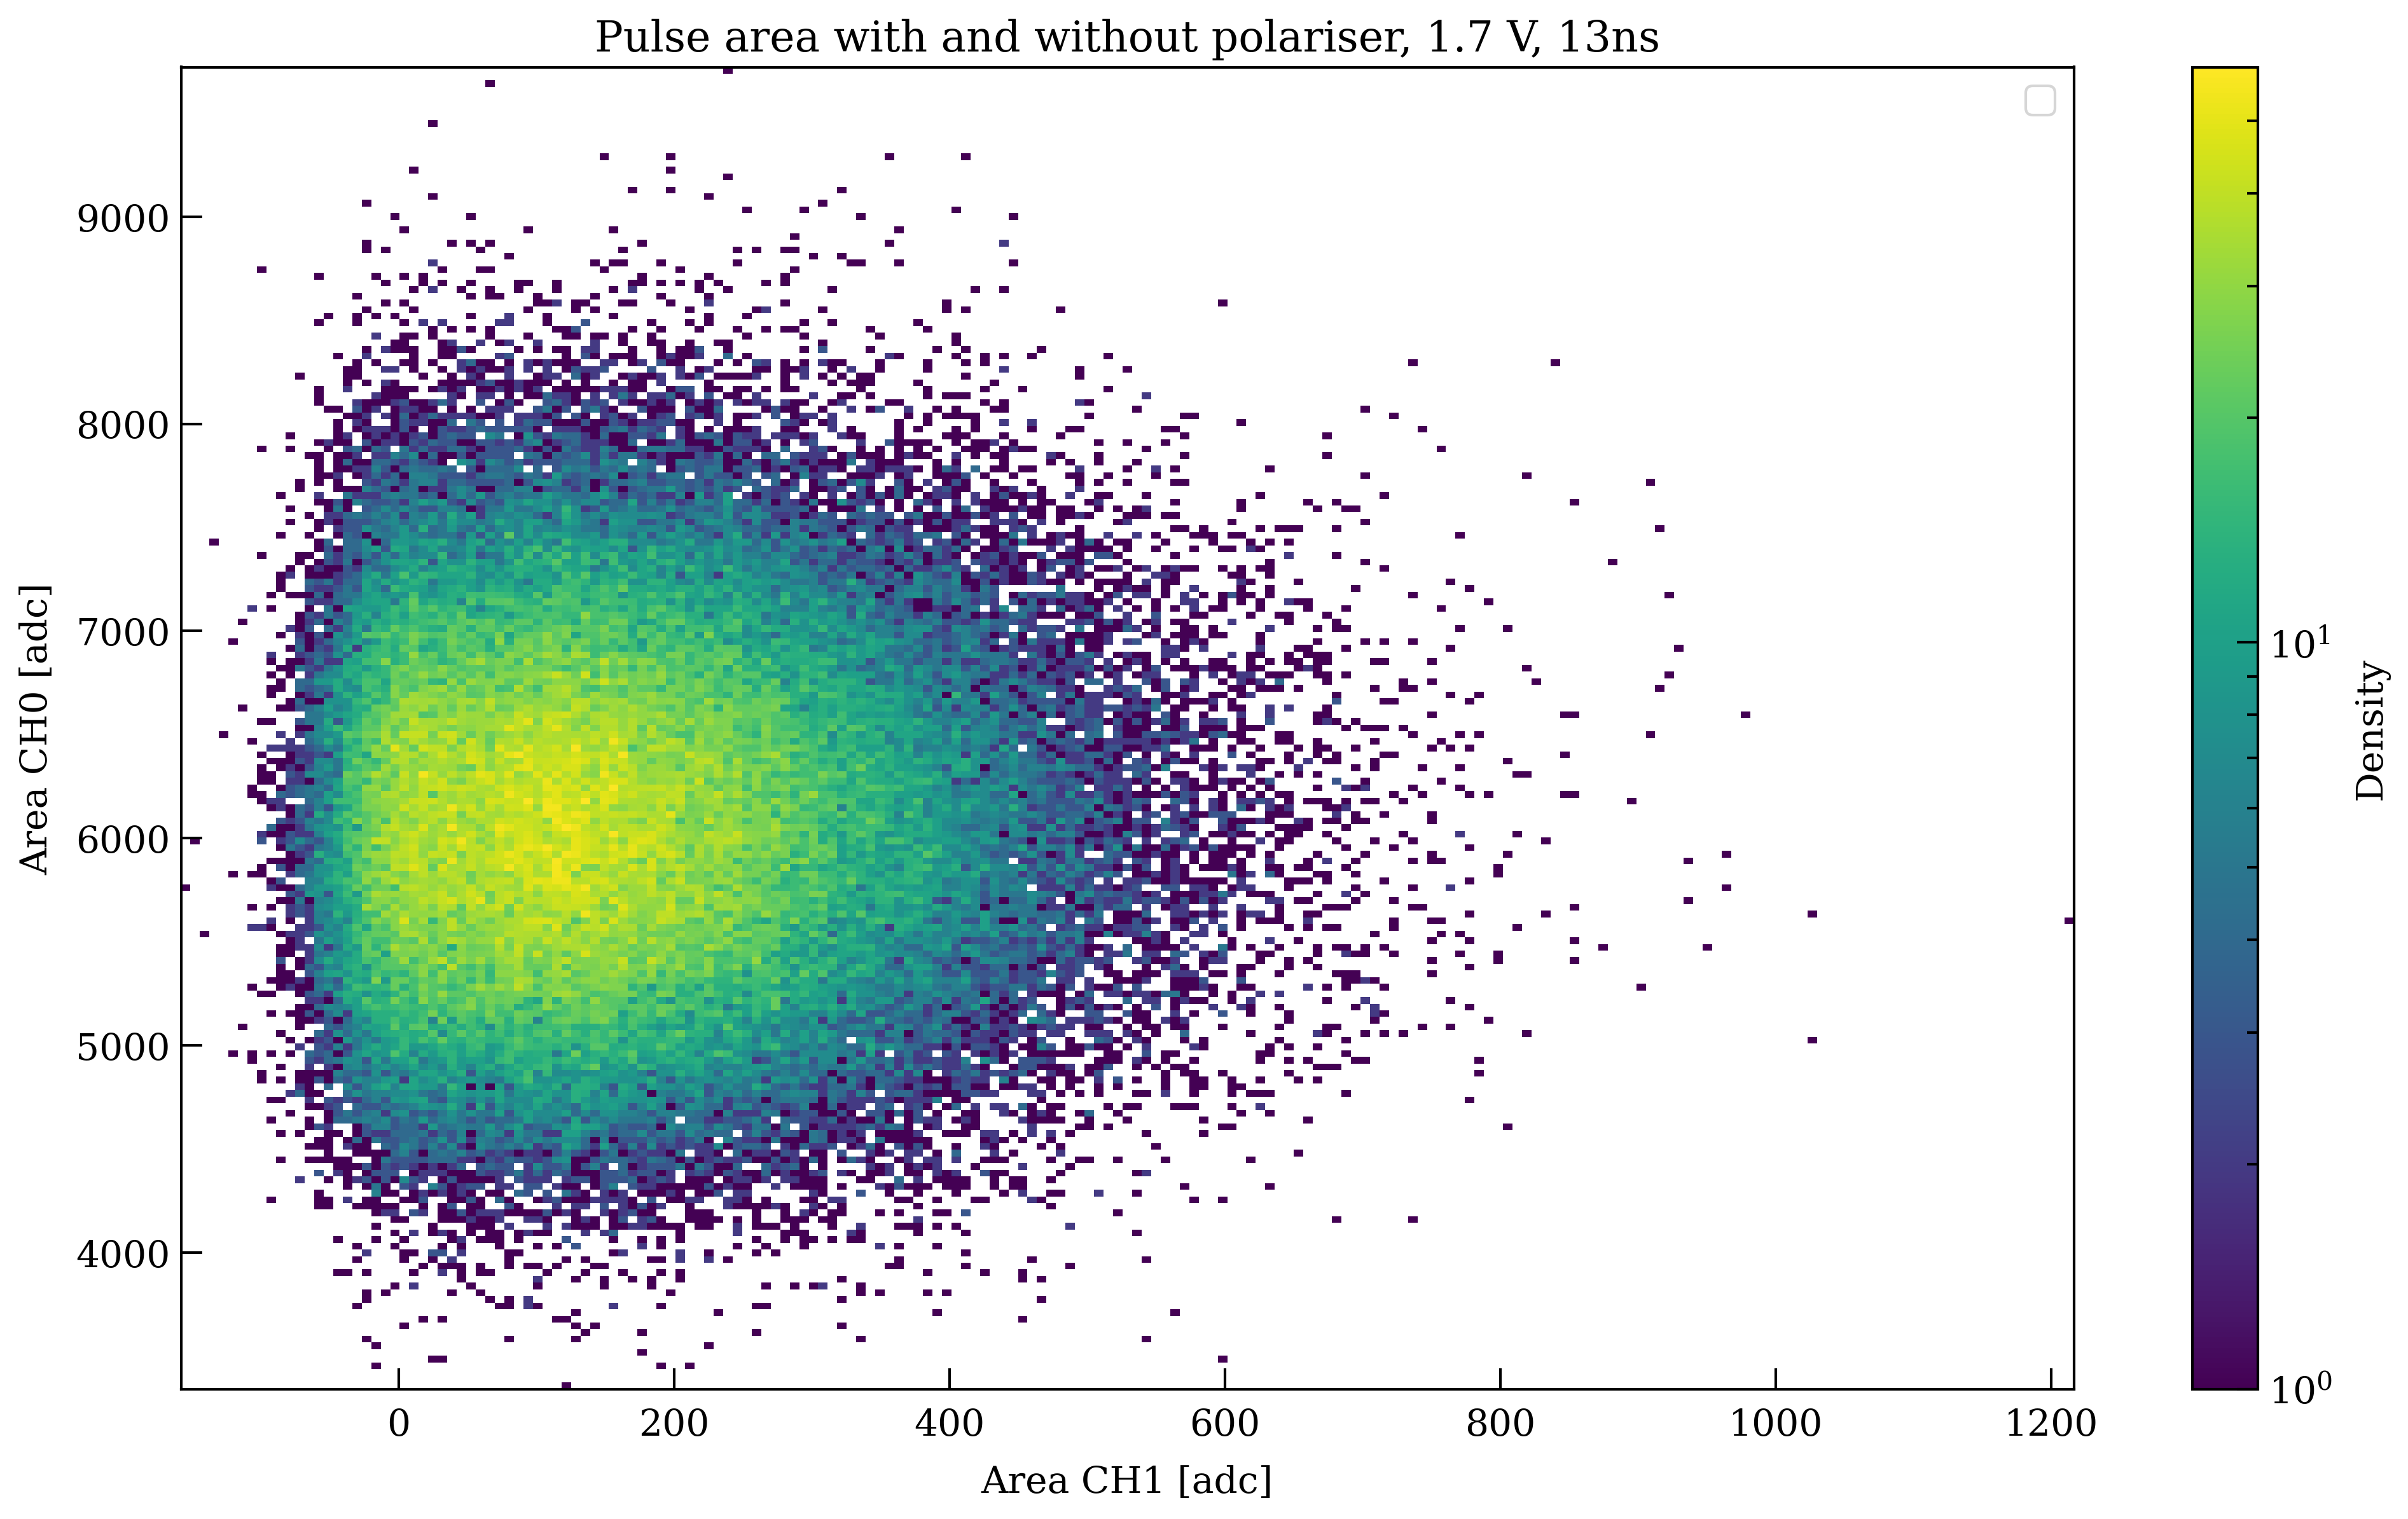 Pulse area with and without polariser, 1.7 V, 13ns
Area CH0 [adc]
9000
8000
7000
6000
5000
4000
0 200 400 600 800 1000 1200
Area CH1 [adc]
10¹
10⁰
Density